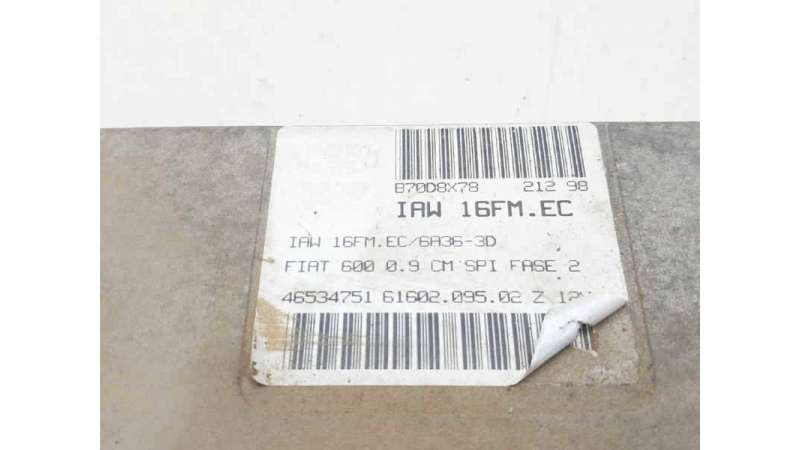 B70D8X78 212 98
IAW 16FM.EC
IAW 16FM.EC/6A36-3D
FIAT 600 0.9 CM SPI FASE 2
46534751 61602.095.02 Z 12V